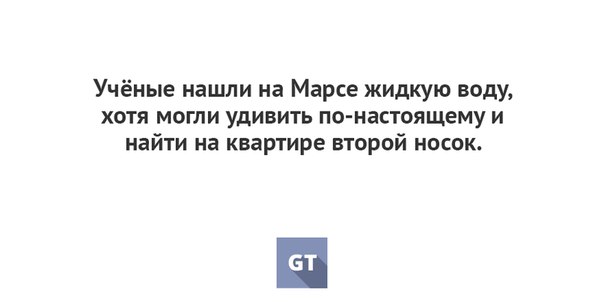 Учёные нашли на Марсе жидкую воду,
хотя могли удивить по-настоящему и
найти на квартире второй носок.
GT